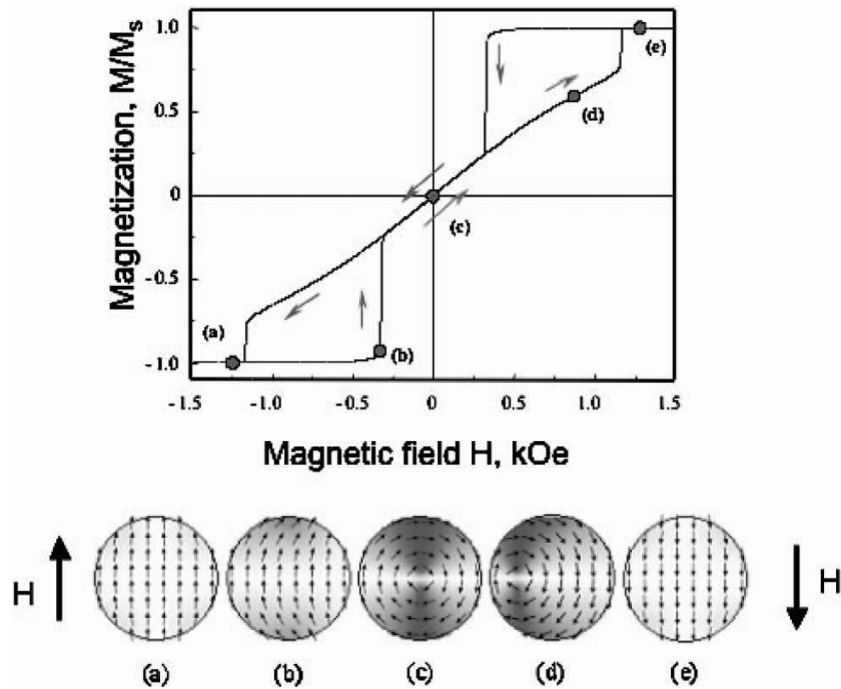 Magnetization, M/Ms
1.0
0.5
0
-0.5
-1.0
(e)
(d)
(c)
(a)
(b)
-1.5 -1.0 -0.5 0 0.5 1.0 1.5
Magnetic field H, kOe
H H
(a) (b) (c) (d) (e)